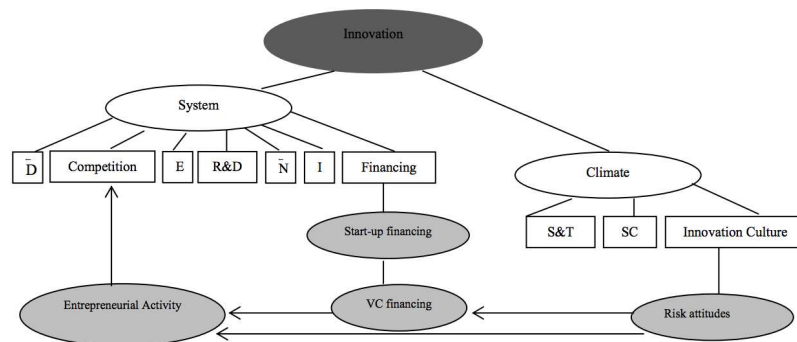 Innovation
System
D̄
Competition
E
R&D
N̄
I
Financing
Climate
S&T
SC
Innovation Culture
Start-up financing
Entrepreneurial Activity
VC financing
Risk attitudes